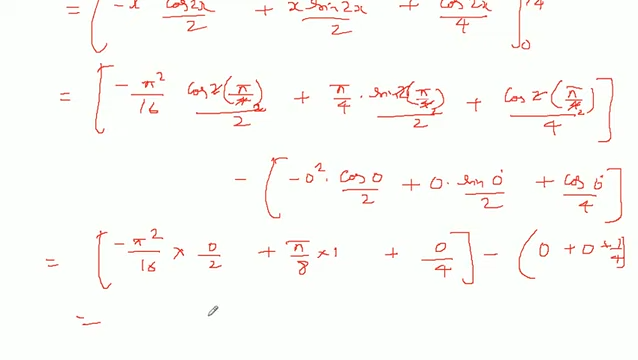 = [ -x² cos2x/2 + x sin2x/2 + cos2x/4 ]₀^π/4
= [ -π²/16 cos2(π/4)/2 + π/4 · sin2(π/4)/2 + cos2(π/4)/4 ]
- [ -0² · cos0/2 + 0 · sin0/2 + cos0/4 ]
= [ -π²/16 × 0/2 + π/8 × 1 + 0/4 ] - ( 0 + 0 + 1/4 ]
=